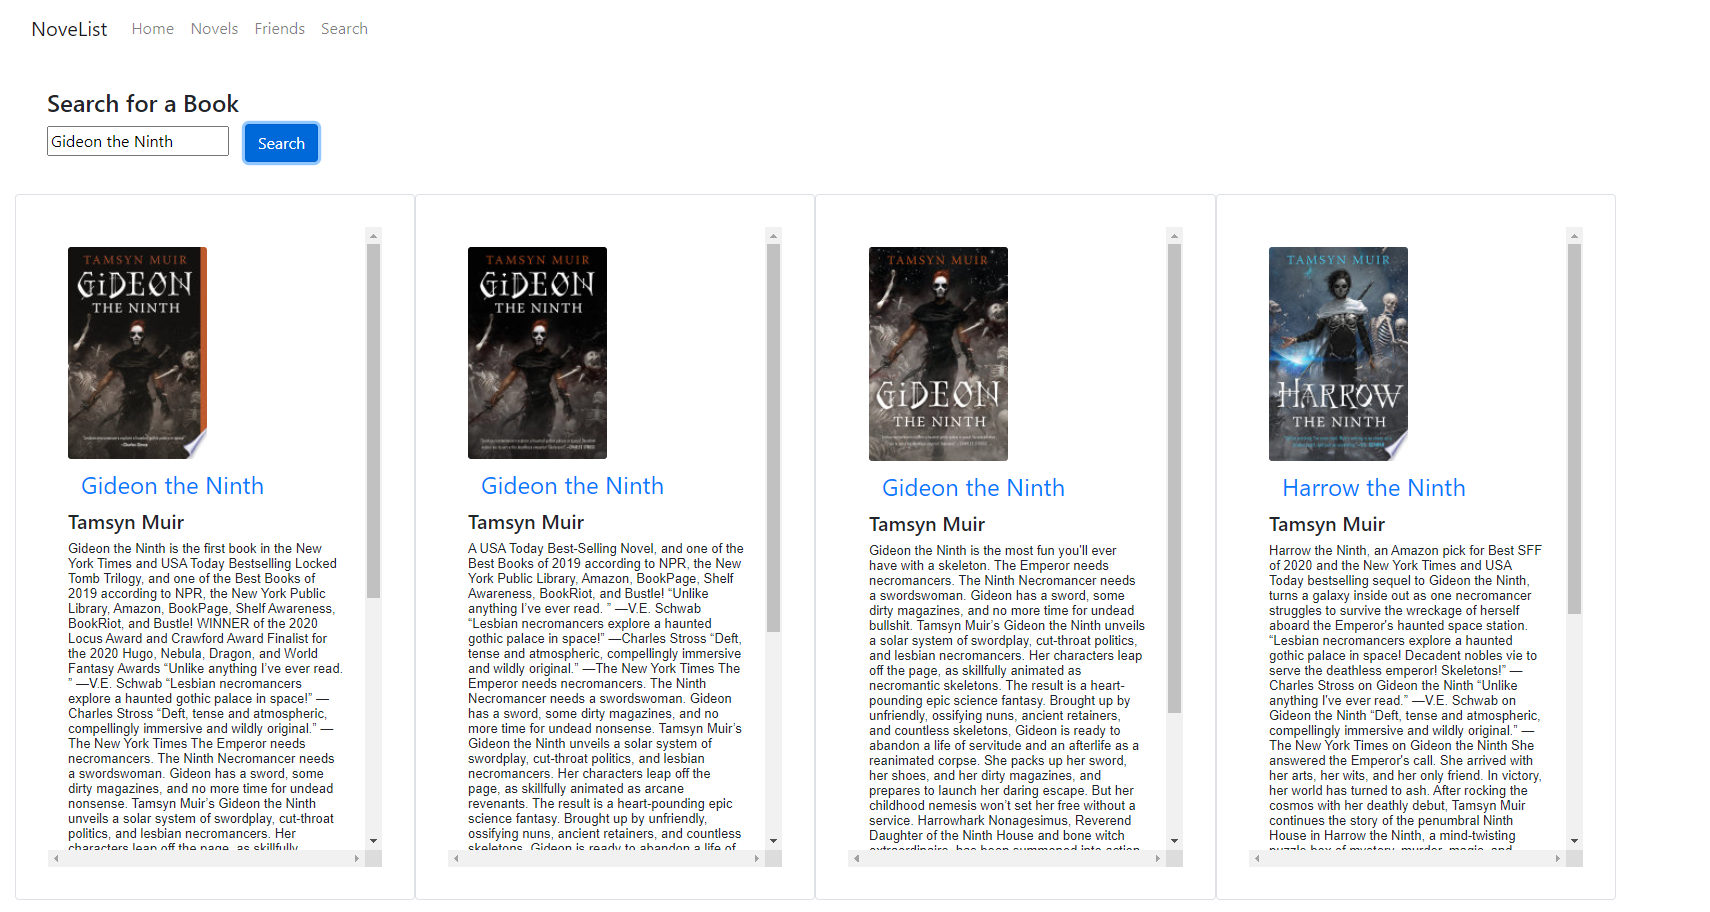 NoveList Home Novels Friends Search
Search for a Book
Gideon the Ninth Search
TAMSYN MUIR
GIDEON
THE NINTH
Gideon the Ninth
Tamsyn Muir
Gideon the Ninth is the first book in the New
York Times and USA Today Bestselling Locked
Tomb Trilogy, and one of the Best Books of
2019 according to NPR, the New York Public
Library, Amazon, BookPage, Shelf Awareness,
BookRiot, and Bustle! WINNER of the 2020
Locus Award and Crawford Award Finalist for
the 2020 Hugo, Nebula, Dragon, and World
Fantasy Awards “Unlike anything I’ve ever read.
” —V.E. Schwab “Lesbian necromancers
explore a haunted gothic palace in space!” —
Charles Stross “Deft, tense and atmospheric,
compellingly immersive and wildly original.” —
The New York Times The Emperor needs
necromancers. The Ninth Necromancer needs
a swordswoman. Gideon has a sword, some
dirty magazines, and no more time for undead
nonsense. Tamsyn Muir’s Gideon the Ninth
unveils a solar system of swordplay, cut-throat
politics, and lesbian necromancers. Her
characters leap off the page, as skillfully
TAMSYN MUIR
GIDEON
THE NINTH
Gideon the Ninth
Tamsyn Muir
A USA Today Best-Selling Novel, and one of the
Best Books of 2019 according to NPR, the New
York Public Library, Amazon, BookPage, Shelf
Awareness, BookRiot, and Bustle! “Unlike
anything I’ve ever read. ” —V.E. Schwab
“Lesbian necromancers explore a haunted
gothic palace in space!” —Charles Stross “Deft,
tense and atmospheric, compellingly immersive
and wildly original.” —The New York Times The
Emperor needs necromancers. The Ninth
Necromancer needs a swordswoman. Gideon
has a sword, some dirty magazines, and no
more time for undead nonsense. Tamsyn Muir’s
Gideon the Ninth unveils a solar system of
swordplay, cut-throat politics, and lesbian
necromancers. Her characters leap off the
page, as skillfully animated as arcane
revenants. The result is a heart-pounding epic
science fantasy. Brought up by unfriendly,
ossifying nuns, ancient retainers, and countless
skeletons, Gideon is ready to abandon a life of
TAMSYN MUIR
GIDEON
THE NINTH
Gideon the Ninth
Tamsyn Muir
Gideon the Ninth is the most fun you'll ever
have with a skeleton. The Emperor needs
necromancers. The Ninth Necromancer needs
a swordswoman. Gideon has a sword, some
dirty magazines, and no more time for undead
bullshit. Tamsyn Muir’s Gideon the Ninth unveils
a solar system of swordplay, cut-throat politics,
and lesbian necromancers. Her characters leap
off the page, as skillfully animated as
necromantic skeletons. The result is a heart-
pounding epic science fantasy. Brought up by
unfriendly, ossifying nuns, ancient retainers,
and countless skeletons, Gideon is ready to
abandon a life of servitude and an afterlife as a
reanimated corpse. She packs up her sword,
her shoes, and her dirty magazines, and
prepares to launch her daring escape. But her
childhood nemesis won’t set her free without a
service. Harrowhark Nonagesimus, Reverend
Daughter of the Ninth House and bone witch
extraordinaire, has been summoned into action
TAMSYN MUIR
HARROW
THE NINTH
Harrow the Ninth
Tamsyn Muir
Harrow the Ninth, an Amazon pick for Best SFF
of 2020 and the New York Times and USA
Today bestselling sequel to Gideon the Ninth,
turns a galaxy inside out as one necromancer
struggles to survive the wreckage of herself
aboard the Emperor's haunted space station.
“Lesbian necromancers explore a haunted
gothic palace in space! Decadent nobles vie to
serve the deathless emperor! Skeletons!” —
Charles Stross on Gideon the Ninth “Unlike
anything I've ever read.” —V.E. Schwab on
Gideon the Ninth “Deft, tense and atmospheric,
compellingly immersive and wildly original.” —
The New York Times on Gideon the Ninth She
answered the Emperor's call. She arrived with
her arts, her wits, and her only friend. In victory,
her world has turned to ash. After rocking the
cosmos with her deathly debut, Tamsyn Muir
continues the story of the penumbral Ninth
House in Harrow the Ninth, a mind-twisting
puzzle box of mystery, murder, magic, and